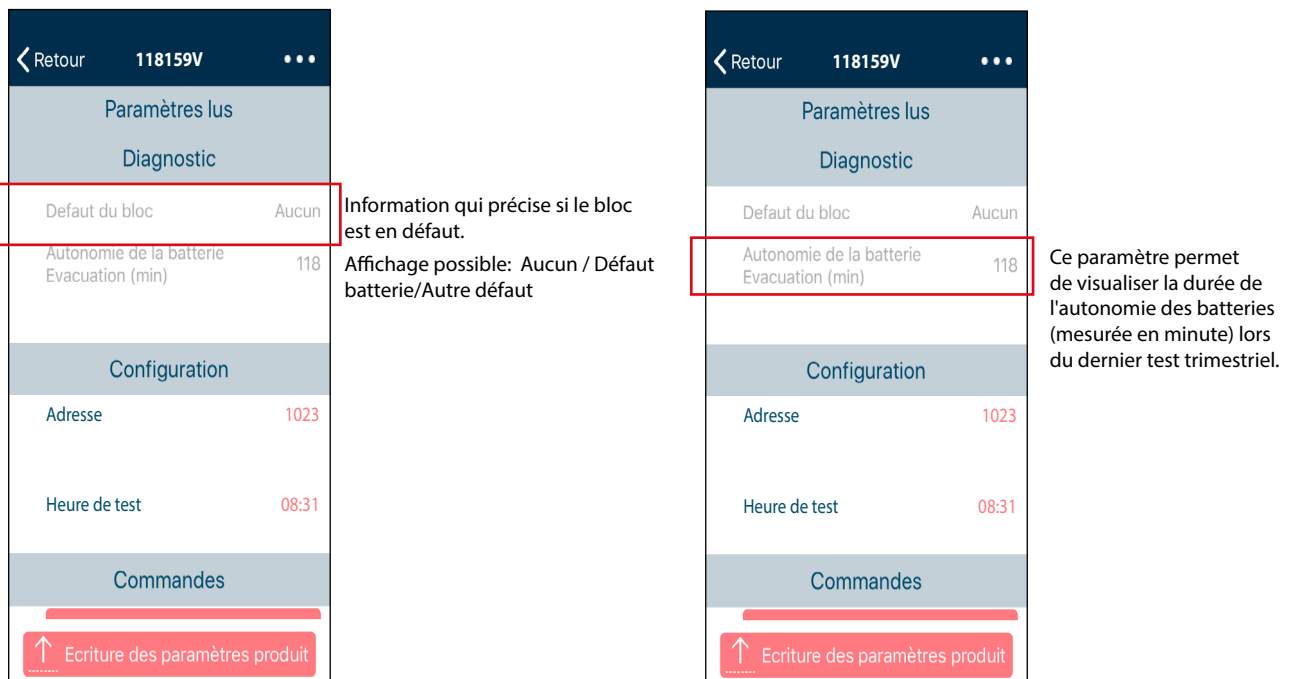 Retour 118159V
Paramètres lus
Diagnostic
Defaut du bloc Aucun
Autonomie de la batterie
Evacuation (min) 118
Configuration
Adresse 1023
Heure de test 08:31
Commandes
Ecriture des paramètres produit
Information qui précise si le bloc
est en défaut.
Affichage possible: Aucun / Défaut
batterie/Autre défaut
Retour 118159V
Paramètres lus
Diagnostic
Defaut du bloc Aucun
Autonomie de la batterie
Evacuation (min) 118
Configuration
Adresse 1023
Heure de test 08:31
Commandes
Ecriture des paramètres produit
Ce paramètre permet
de visualiser la durée de
l'autonomie des batteries
(mesurée en minute) lors
du dernier test trimestriel.